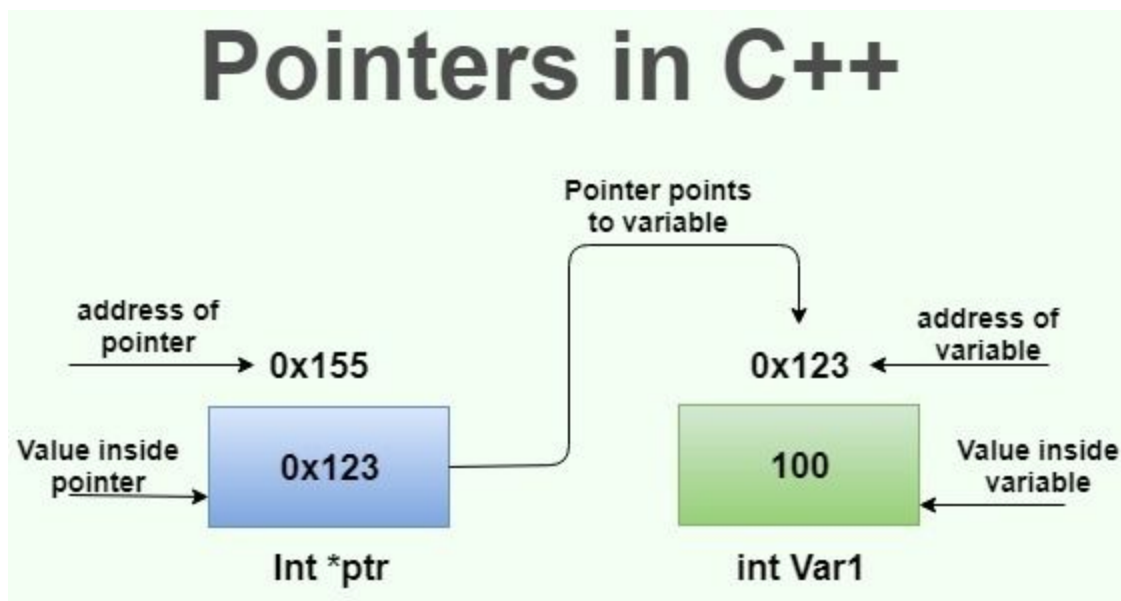 Pointers in C++
Pointer points
to variable
address of
pointer
0x155
0x123
address of
variable
Value inside
pointer
0x123
100
Value inside
variable
Int *ptr
int Var1